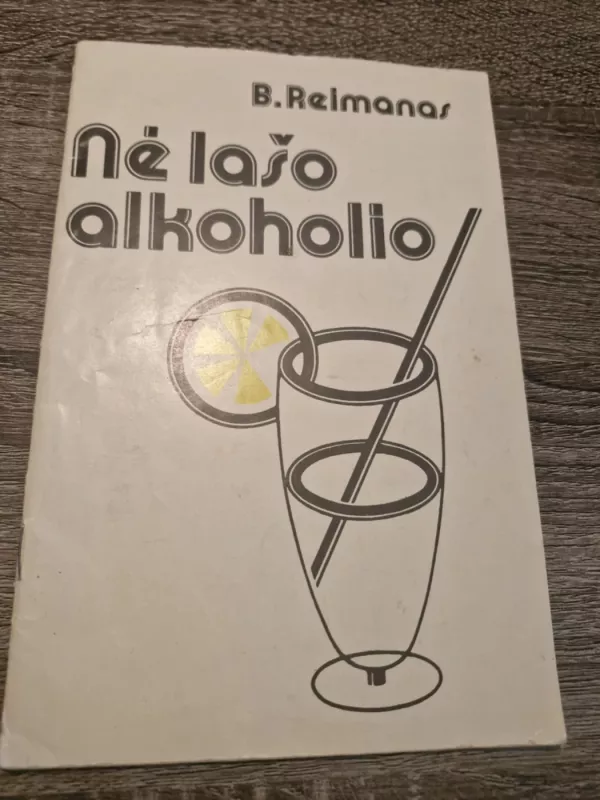 B. Reimanas
Nė lašo
alkoholio